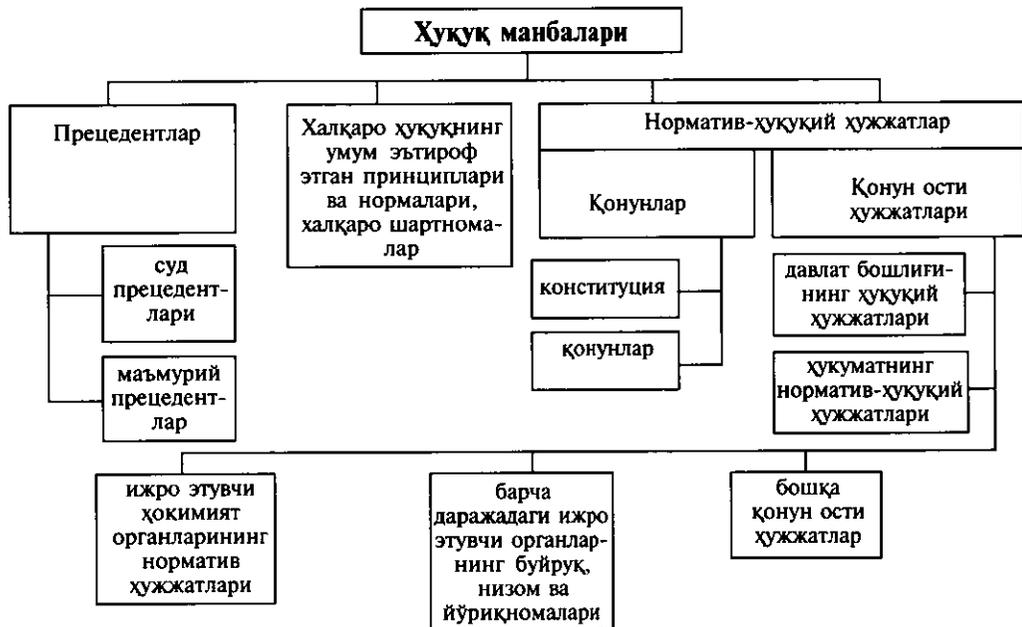 Ҳуқуқ манбалари
Прецедентлар
Халқаро ҳуқуқнинг
умум эътироф
этган принциплари
ва нормалари,
халқаро шартнома-
лар
Норматив-ҳуқуқий ҳужжатлар
Қонунлар
Қонун ости
ҳужжатлари
суд
прецедент-
лари
маъмурий
прецедент-
лар
конституция
қонунлар
давлат бошлиғи-
нинг ҳуқуқий
ҳужжатлари
ҳукуматнинг
норматив-ҳуқуқий
ҳужжатлари
ижро этувчи
ҳокимият
органларининг
норматив
ҳужжатлари
барча
даражадаги ижро
этувчи органлар-
нинг буйруқ,
низом ва
йўриқномалари
бошқа
қонун ости
ҳужжатлар